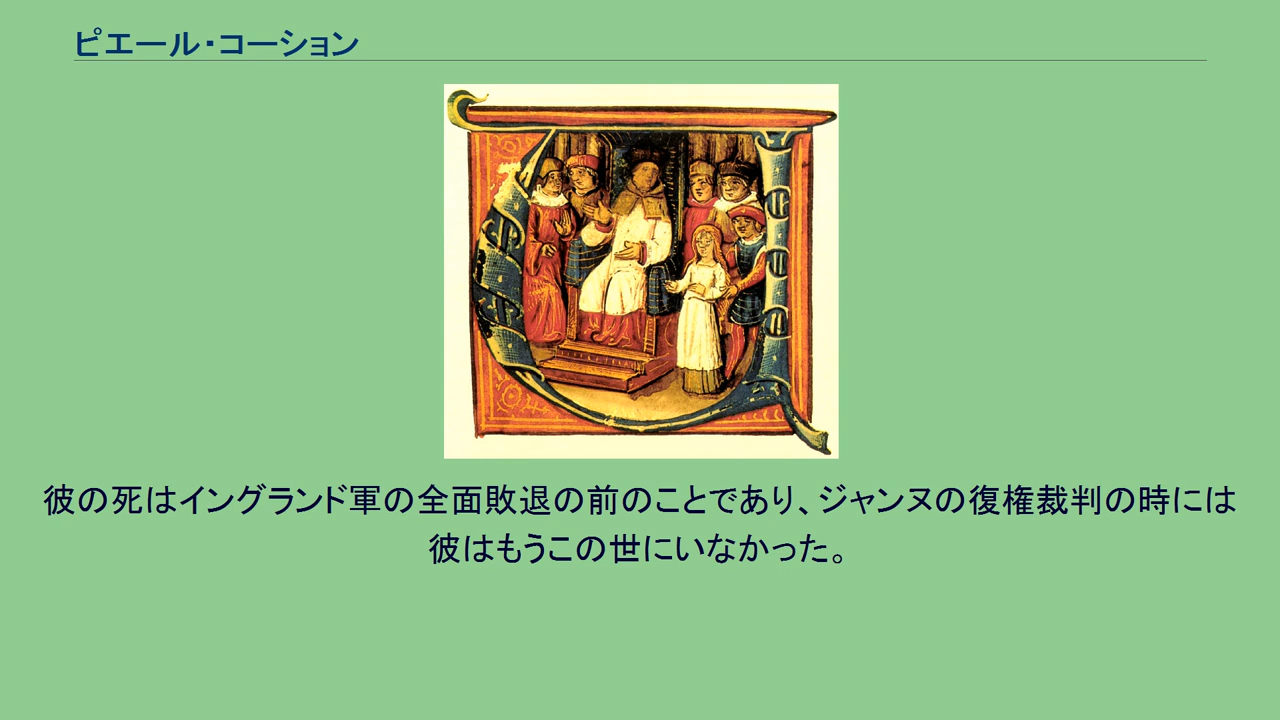 ピエール・コーション
彼の死はイングランド軍の全面敗退の前のことであり、ジャンヌの復権裁判の時には
彼はもうこの世にいなかった。